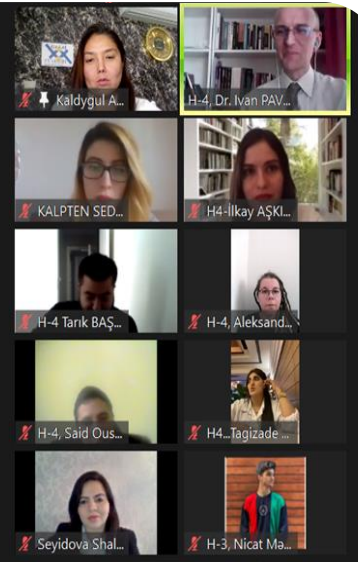 Kaldygul A...
H-4, Dr. Ivan PAV...
KALPTEN SED...
H4-İlkay AŞKI...
H-4 Tarık BAŞ...
H-4, Aleksand...
H-4, Said Ous...
H4...Tagizade ...
Seyidova Shal...
H-3, Nicat Mə...